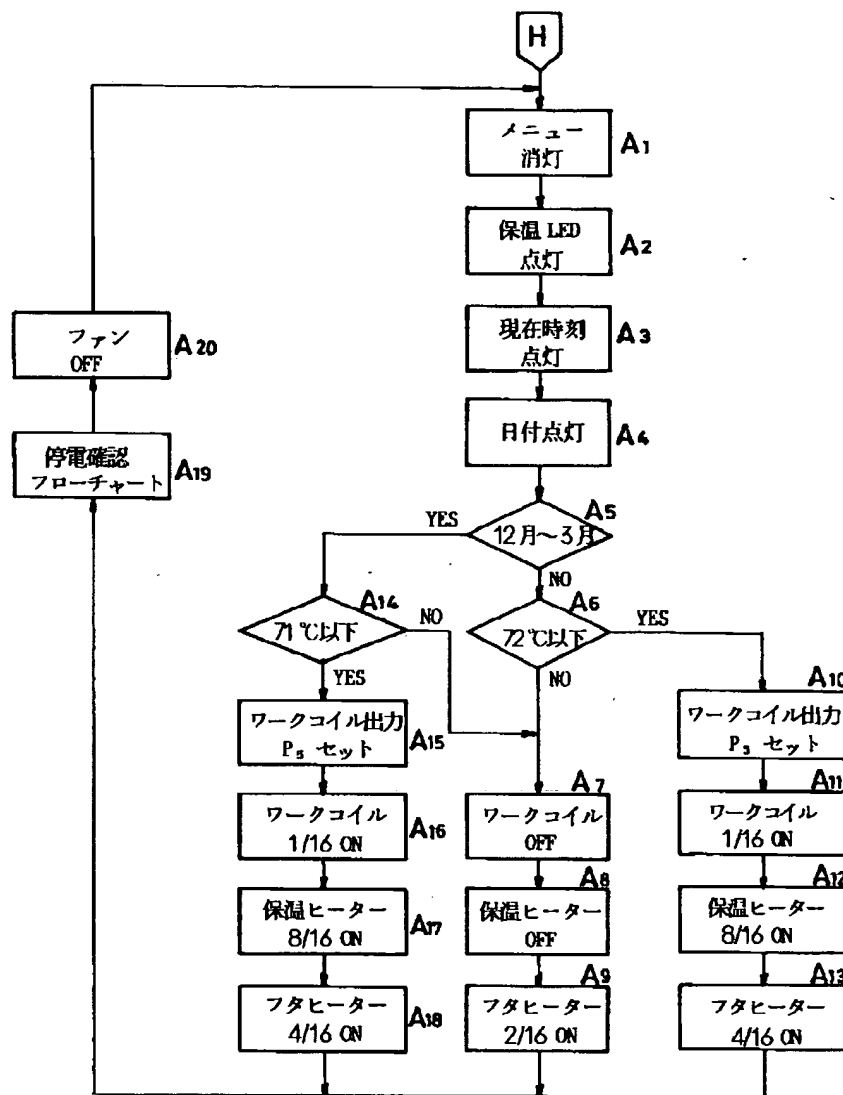 H
メニュー
消灯
A1
保温 LED
点灯
A2
現在時刻
点灯
A3
日付点灯
A4
ファン
OFF
A20
停電確認
フローチャート
A19
12月～3月
A5
YES
NO
71℃以下
A14
NO
YES
72℃以下
A6
YES
NO
ワークコイル出力
P5 セット
A15
ワークコイル
1/16 ON
A16
保温ヒーター
8/16 ON
A17
フタヒーター
4/16 ON
A18
ワークコイル
OFF
A7
保温ヒーター
OFF
A8
フタヒーター
2/16 ON
A9
ワークコイル出力
P3 セット
A10
ワークコイル
1/16 ON
A11
保温ヒーター
8/16 ON
A12
フタヒーター
4/16 ON
A13